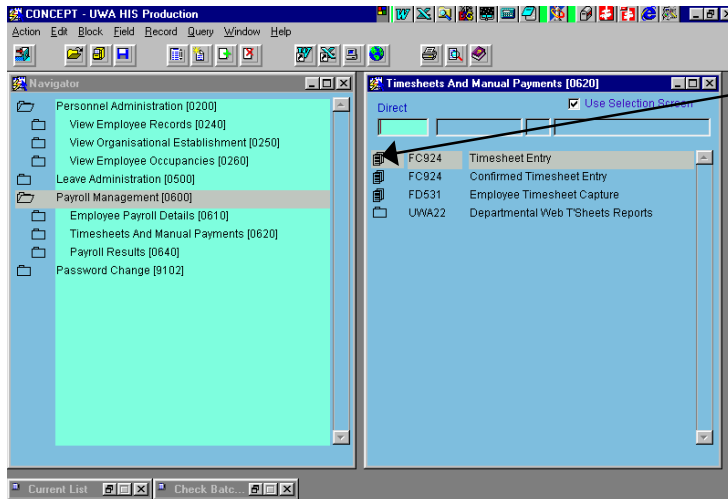 CONCEPT - UWA HIS Production
Action Edit Block Field Record Query Window Help
Navigator
Personnel Administration [0200]
View Employee Records [0240]
View Organisational Establishment [0250]
View Employee Occupancies [0260]
Leave Administration [0500]
Payroll Management [0600]
Employee Payroll Details [0610]
Timesheets And Manual Payments [0620]
Payroll Results [0640]
Password Change [9102]
Timesheets And Manual Payments [0620]
Direct Use Selection Screen
FC924 Timesheet Entry
FC924 Confirmed Timesheet Entry
FD531 Employee Timesheet Capture
UWA22 Departmental Web T'Sheets Reports
Current List Check Batc...